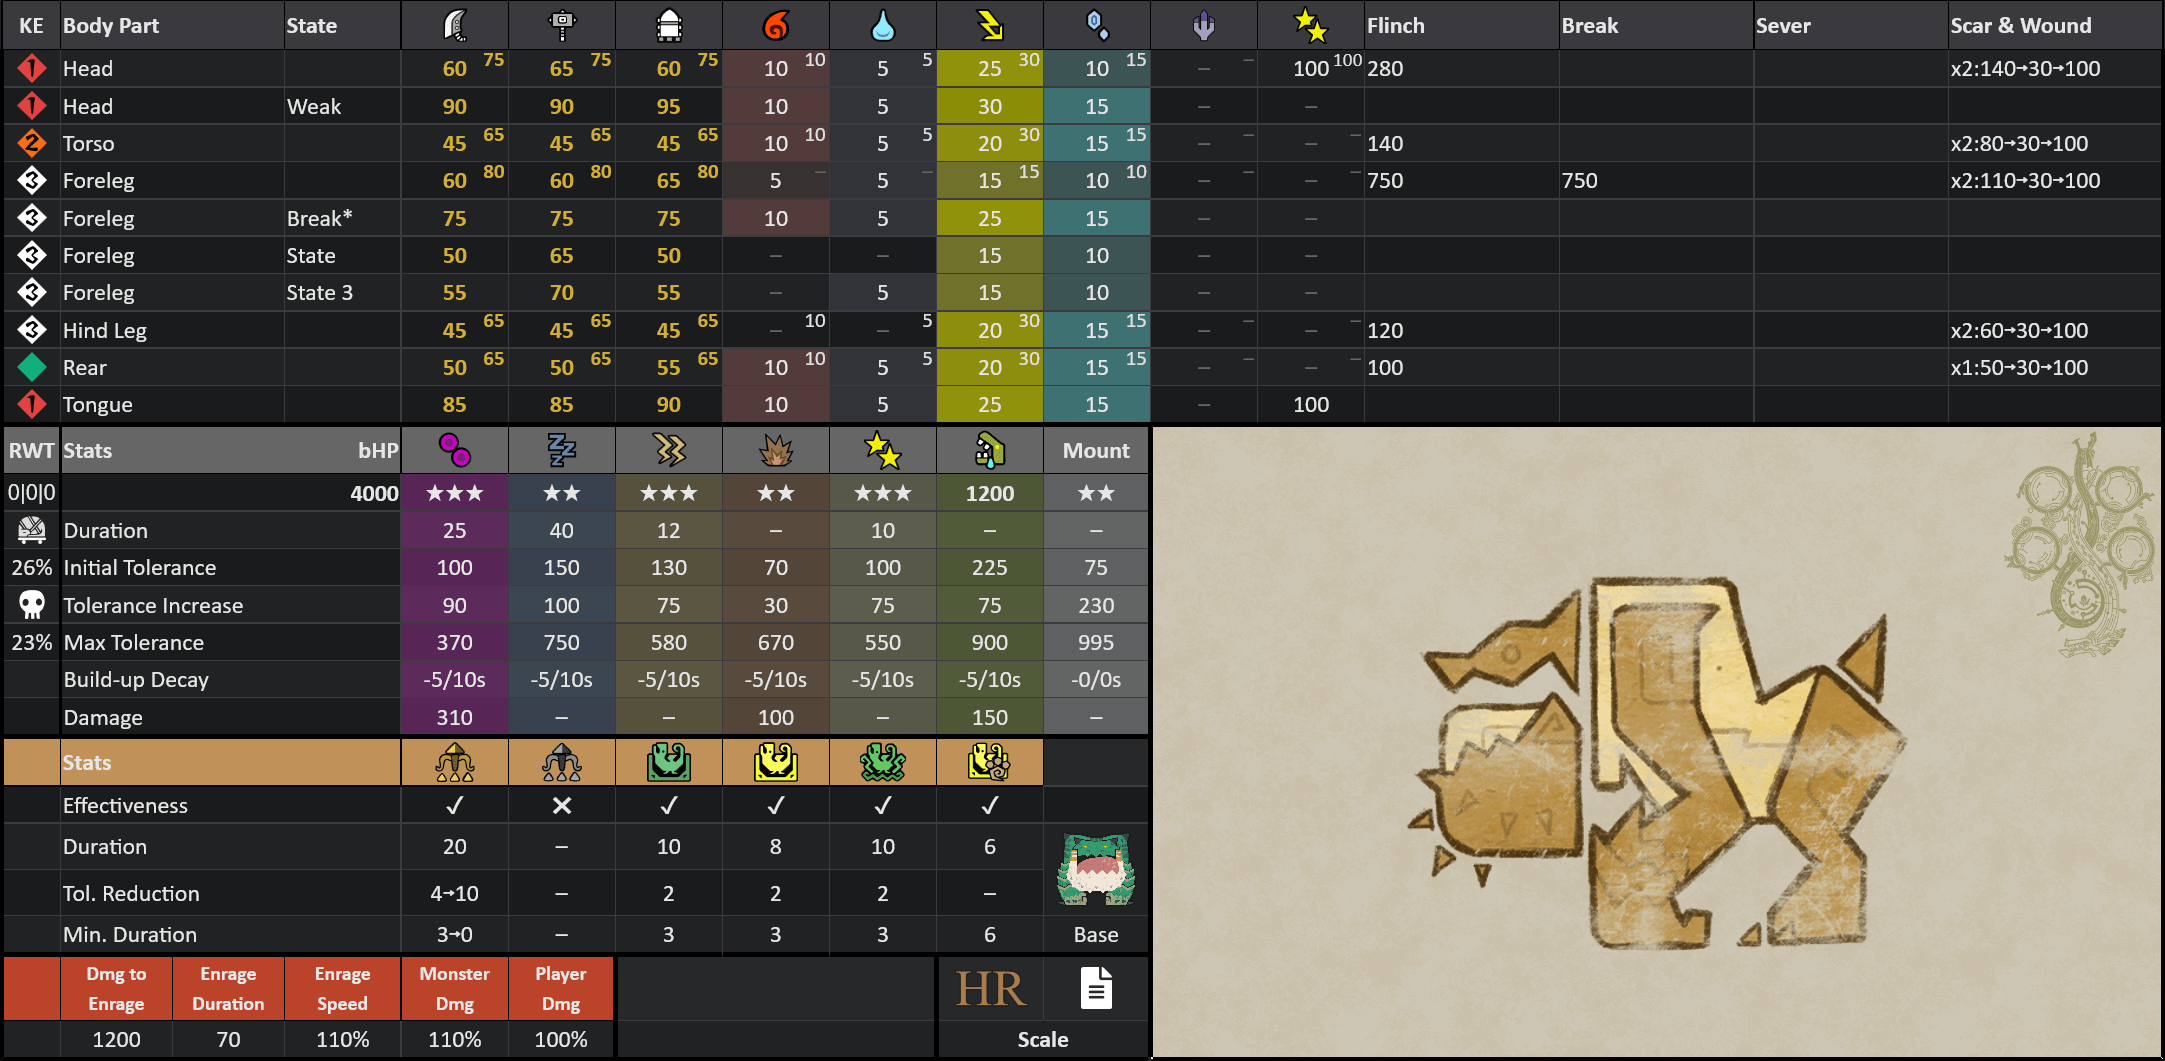 KE Body Part State Flinch Break Sever Scar & Wound
1 Head 60 75 65 75 60 75 10 10 5 5 25 30 10 15 – – 100 100 280 x2:140→30→100
1 Head Weak 90 90 95 10 5 30 15 – –
2 Torso 45 65 45 65 45 65 10 10 5 5 20 30 15 15 – – – – 140 x2:80→30→100
3 Foreleg 60 80 60 80 65 80 5 – 5 – 15 15 10 10 – – – – 750 750 x2:110→30→100
3 Foreleg Break* 75 75 75 10 5 25 15 – –
3 Foreleg State 50 65 50 – – 15 10 – –
3 Foreleg State 3 55 70 55 – 5 15 10 – –
3 Hind Leg 45 65 45 65 45 65 – 10 – 5 20 30 15 15 – – – – 120 x2:60→30→100
Rear 50 65 50 65 55 65 10 10 5 5 20 30 15 15 – – – – 100 x1:50→30→100
1 Tongue 85 85 90 10 5 25 15 – 100
RWT Stats bHP Mount
0|0|0 4000 ★★★ ★★ ★★★ ★★ ★★★ 1200 ★★
Duration 25 40 12 – 10 – –
26% Initial Tolerance 100 150 130 70 100 225 75
Tolerance Increase 90 100 75 30 75 75 230
23% Max Tolerance 370 750 580 670 550 900 995
Build-up Decay -5/10s -5/10s -5/10s -5/10s -5/10s -5/10s -0/0s
Damage 310 – – 100 – 150 –
Stats
Effectiveness ✓ ✕ ✓ ✓ ✓ ✓
Duration 20 – 10 8 10 6
Tol. Reduction 4→10 – 2 2 2 –
Min. Duration 3→0 – 3 3 3 6 Base
Dmg to Enrage Enrage Monster Player
Enrage Duration Speed Dmg Dmg
HR
1200 70 110% 110% 100% Scale